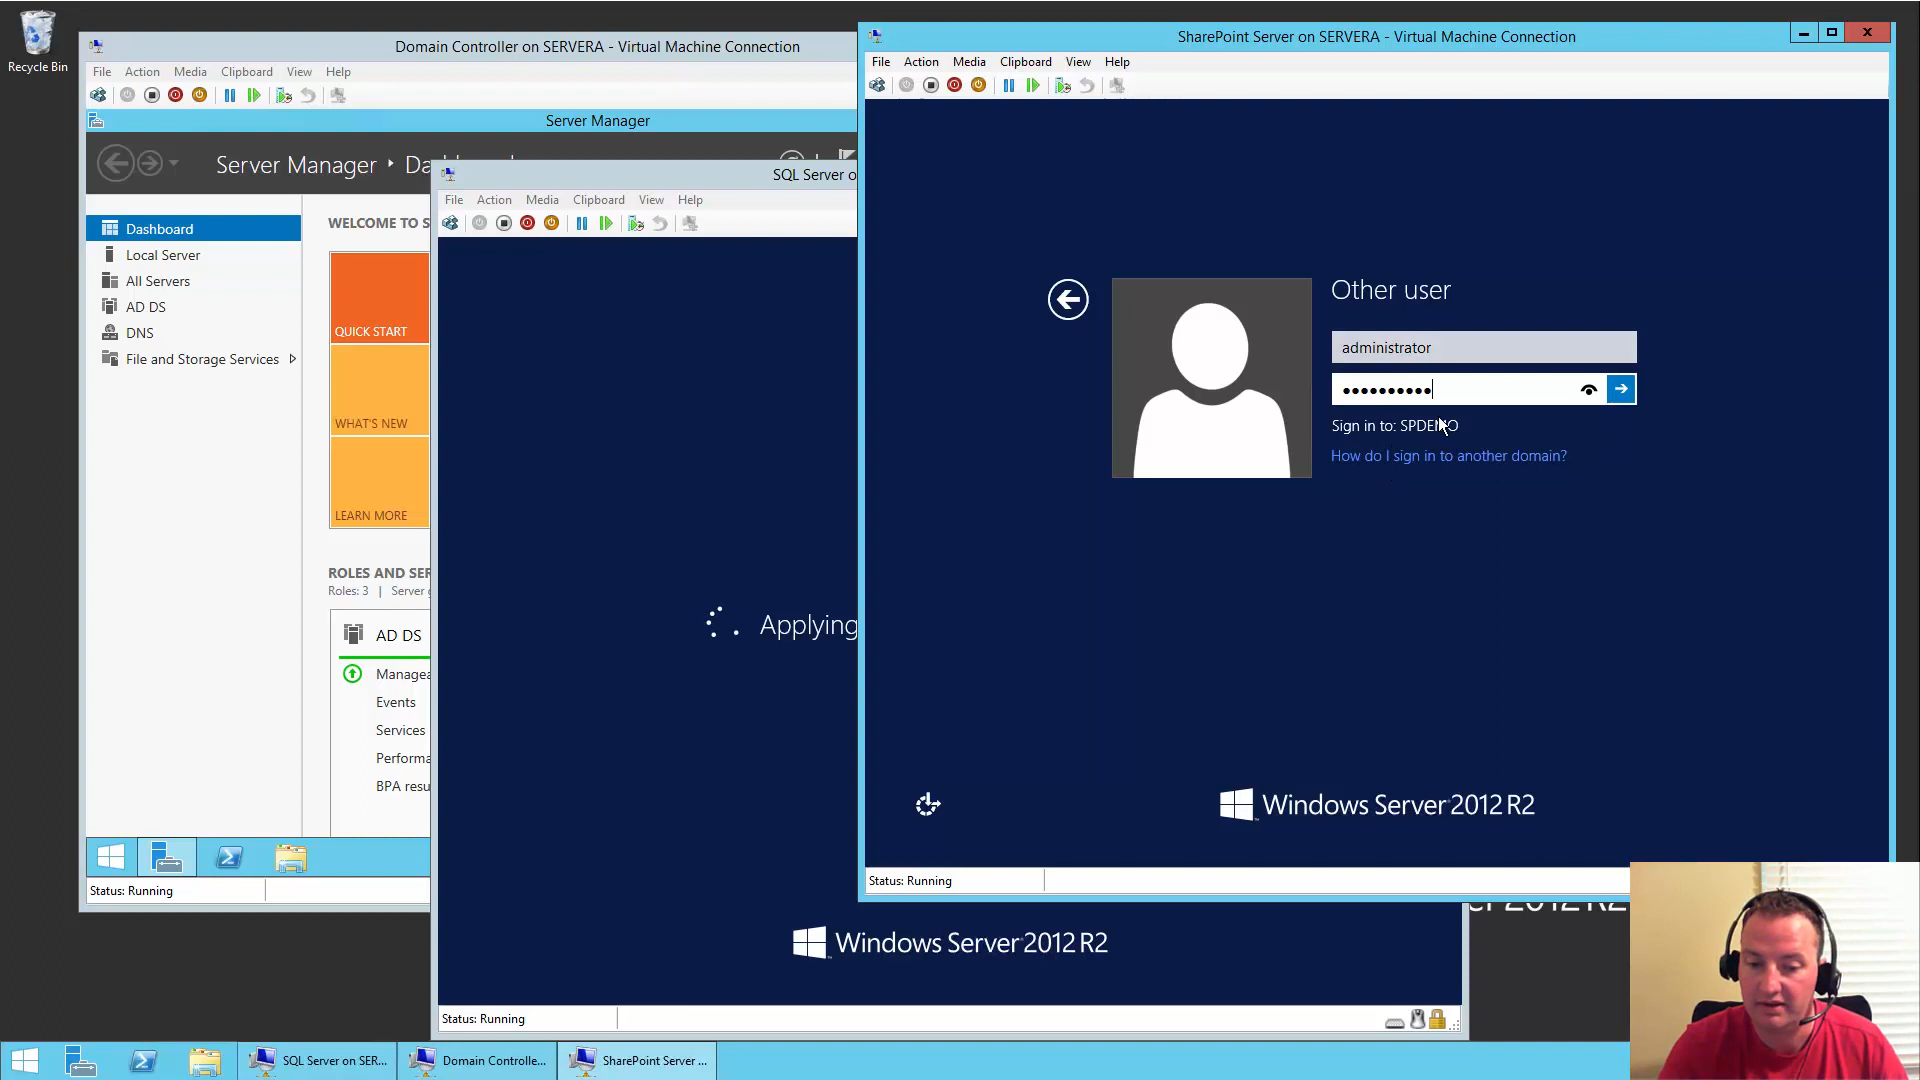 Recycle Bin
Domain Controller on SERVERA - Virtual Machine Connection
File Action Media Clipboard View Help
Server Manager
Server Manager
Dashboard
Local Server
All Servers
AD DS
DNS
File and Storage Services
WELCOME TO S
QUICK START
WHAT'S NEW
LEARN MORE
ROLES AND SER
Roles: 3 | Server
AD DS
Managea
Events
Services
Performa
BPA resu
Status: Running
SQL Server o
File Action Media Clipboard View Help
Applying
Windows Server 2012 R2
Status: Running
SharePoint Server on SERVERA - Virtual Machine Connection
File Action Media Clipboard View Help
Other user
administrator
Sign in to: SPDEMO
How do I sign in to another domain?
Windows Server 2012 R2
Status: Running
SQL Server on SER...
Domain Controlle...
SharePoint Server ...